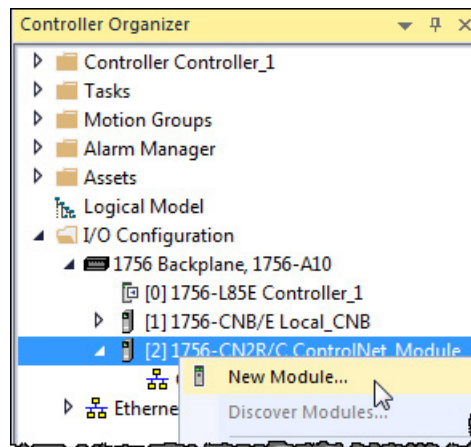 Controller Organizer
Controller Controller_1
Tasks
Motion Groups
Alarm Manager
Assets
Logical Model
I/O Configuration
1756 Backplane, 1756-A10
[0] 1756-L85E Controller_1
[1] 1756-CNB/E Local_CNB
[2] 1756-CN2R/C ControlNet_Module
New Module...
Discover Modules...